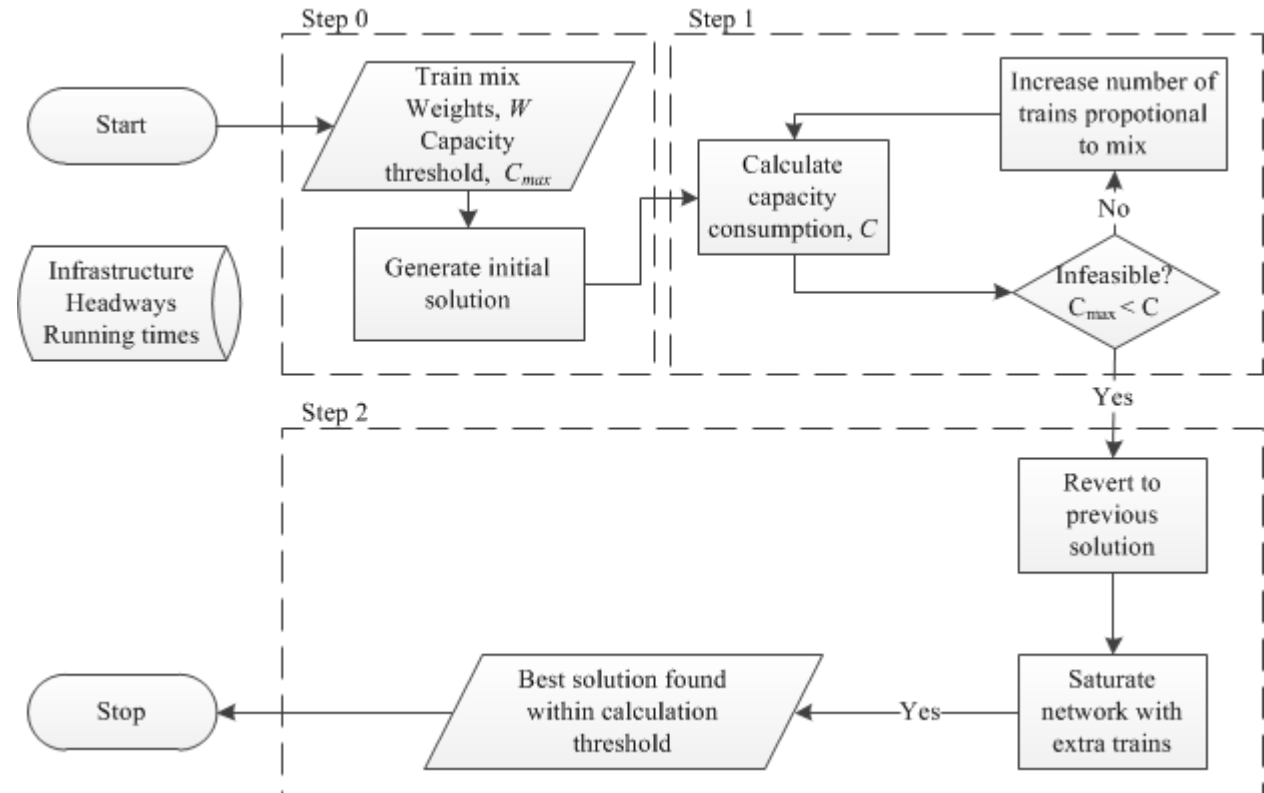 Step 0
Step 1
Start
Train mix
Weights, W
Capacity
threshold, Cmax
Generate initial
solution
Infrastructure
Headways
Running times
Increase number of
trains propotional
to mix
Calculate
capacity
consumption, C
No
Infeasible?
Cmax < C
Yes
Step 2
Revert to
previous
solution
Saturate
network with
extra trains
Yes
Best solution found
within calculation
threshold
Stop